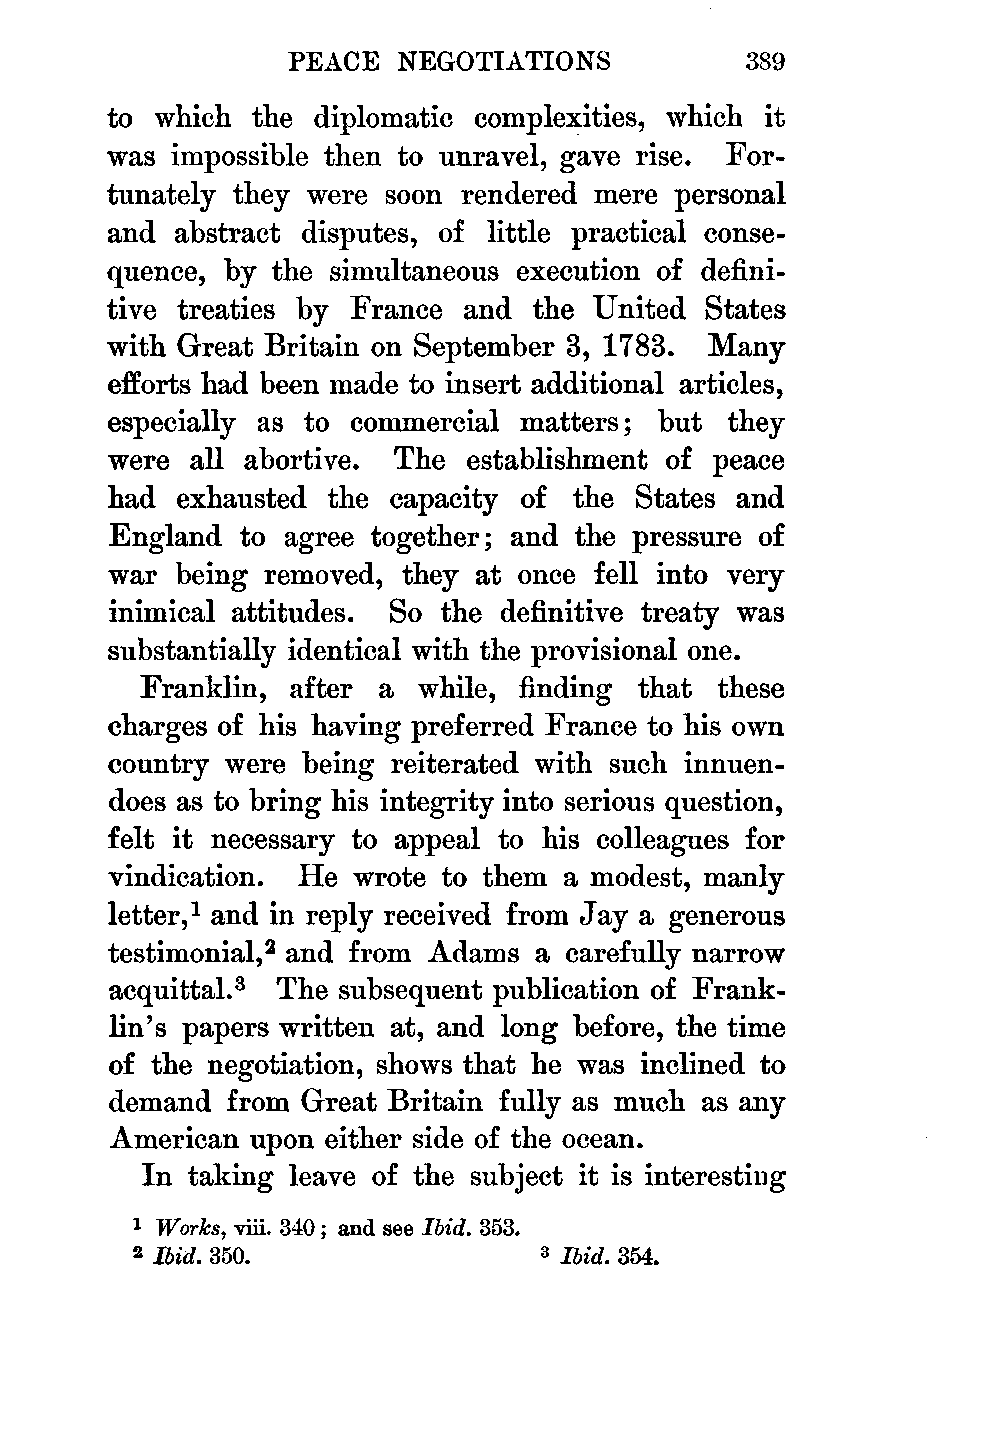 PEACE NEGOTIATIONS 389
to which the diplomatic complexities, which it
was impossible then to unravel, gave rise. For-
tunately they were soon rendered mere personal
and abstract disputes, of little practical conse-
quence, by the simultaneous execution of defini-
tive treaties by France and the United States
with Great Britain on September 3, 1783. Many
efforts had been made to insert additional articles,
especially as to commercial matters; but they
were all abortive. The establishment of peace
had exhausted the capacity of the States and
England to agree together; and the pressure of
war being removed, they at once fell into very
inimical attitudes. So the definitive treaty was
substantially identical with the provisional one.
Franklin, after a while, finding that these
charges of his having preferred France to his own
country were being reiterated with such innuen-
does as to bring his integrity into serious question,
felt it necessary to appeal to his colleagues for
vindication. He wrote to them a modest, manly
letter,¹ and in reply received from Jay a generous
testimonial,² and from Adams a carefully narrow
acquittal.³ The subsequent publication of Frank-
lin's papers written at, and long before, the time
of the negotiation, shows that he was inclined to
demand from Great Britain fully as much as any
American upon either side of the ocean.
In taking leave of the subject it is interesting
¹ Works, viii. 340; and see Ibid. 353.
² Ibid. 350. ³ Ibid. 354.